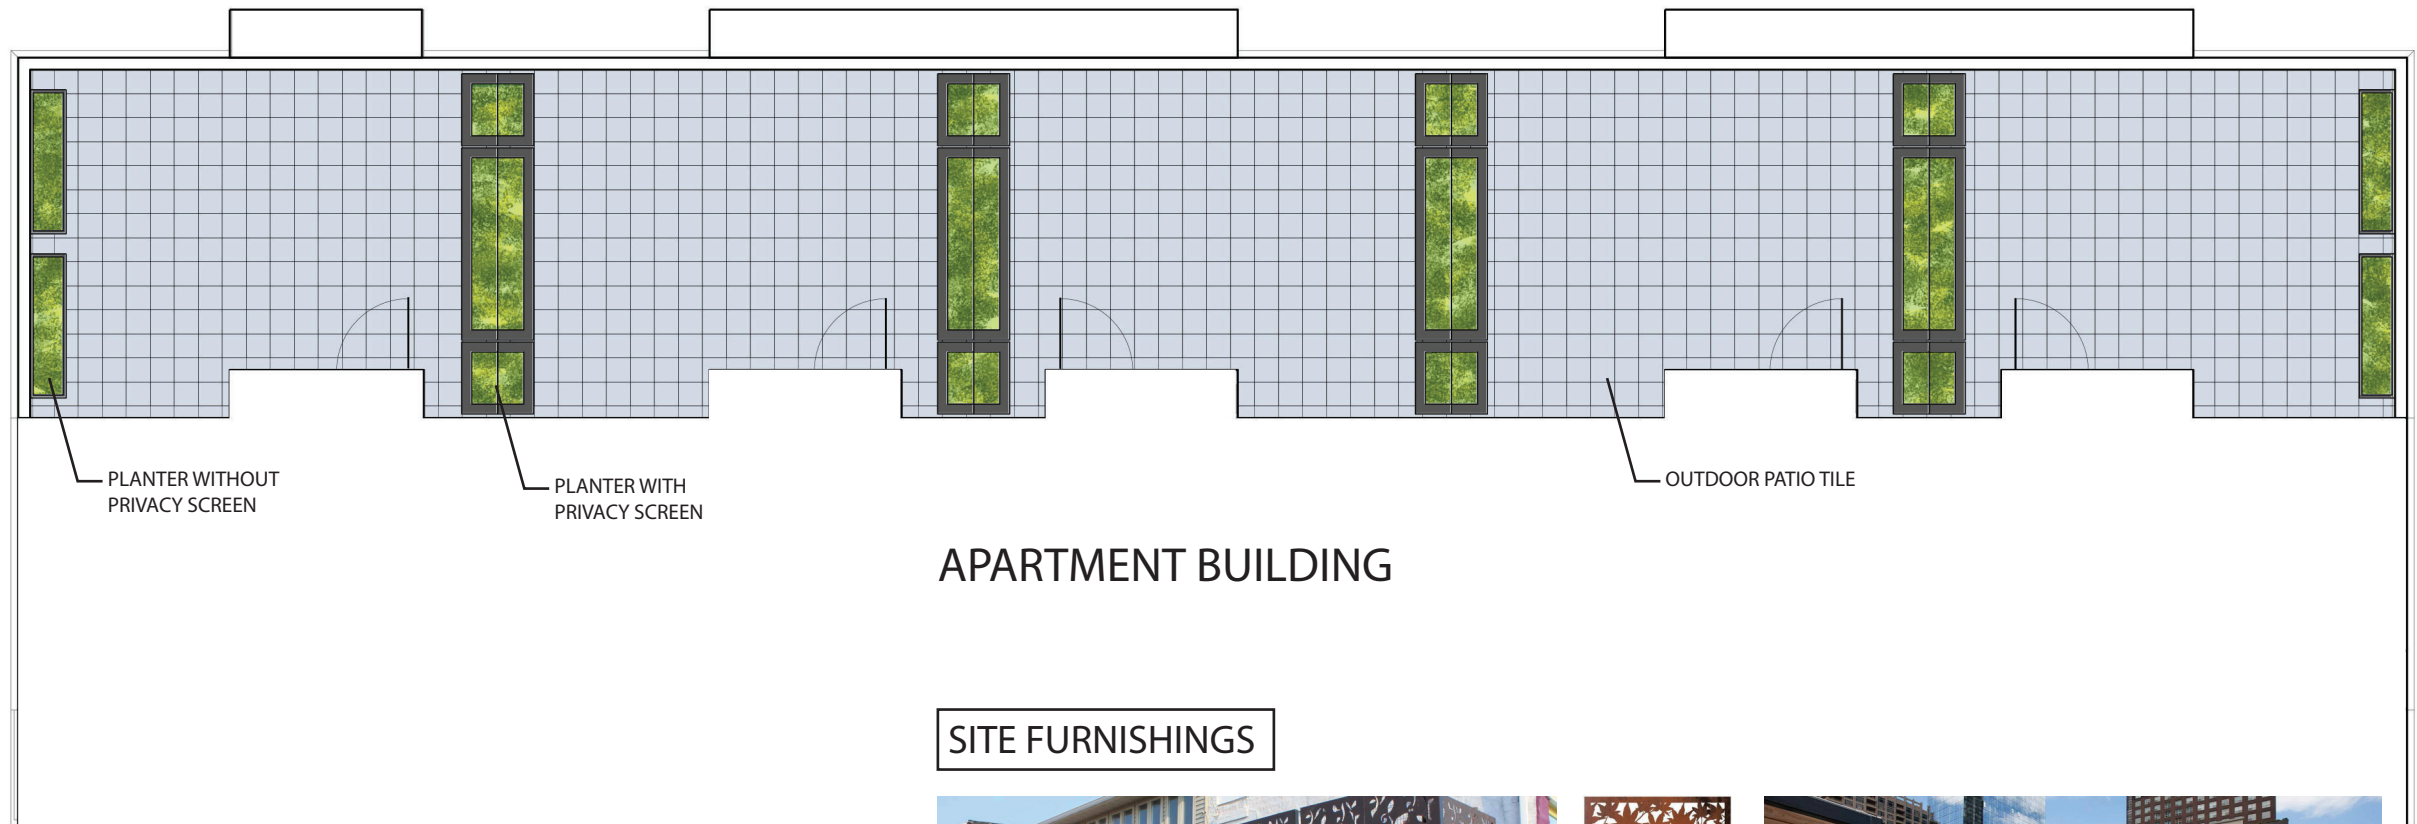 PLANTER WITHOUT
PRIVACY SCREEN
PLANTER WITH
PRIVACY SCREEN
OUTDOOR PATIO TILE
APARTMENT BUILDING
SITE FURNISHINGS